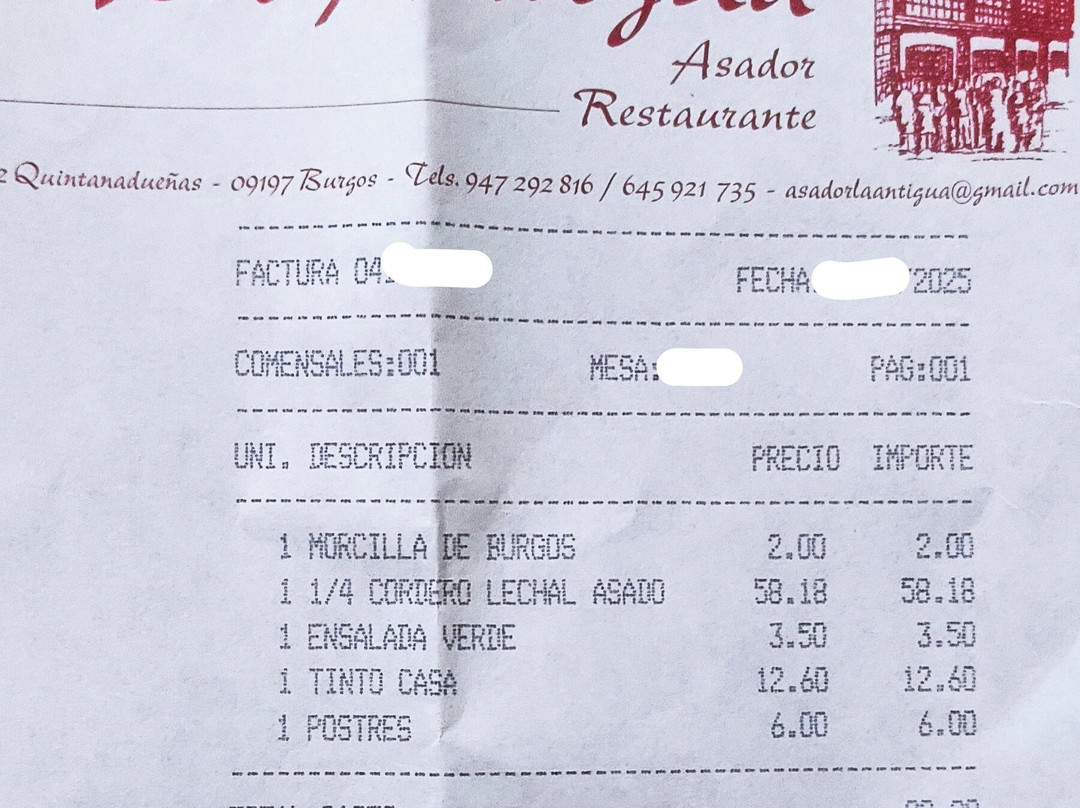 Asador
Restaurante
Quintanadueñas - 09197 Burgos - Tels. 947 292 816 / 645 921 735 - asadorlaantigua@gmail.com
FACTURA 041
FECHA: /2025
COMENSALES:001 MESA: PAG:001
UNI. DESCRIPCION PRECIO IMPORTE
1 MORCILLA DE BURGOS 2.00 2.00
1 1/4 CORDERO LECHAL ASADO 58.18 58.18
1 ENSALADA VERDE 3.50 3.50
1 TINTO CASA 12.60 12.60
1 POSTRES 6.00 6.00